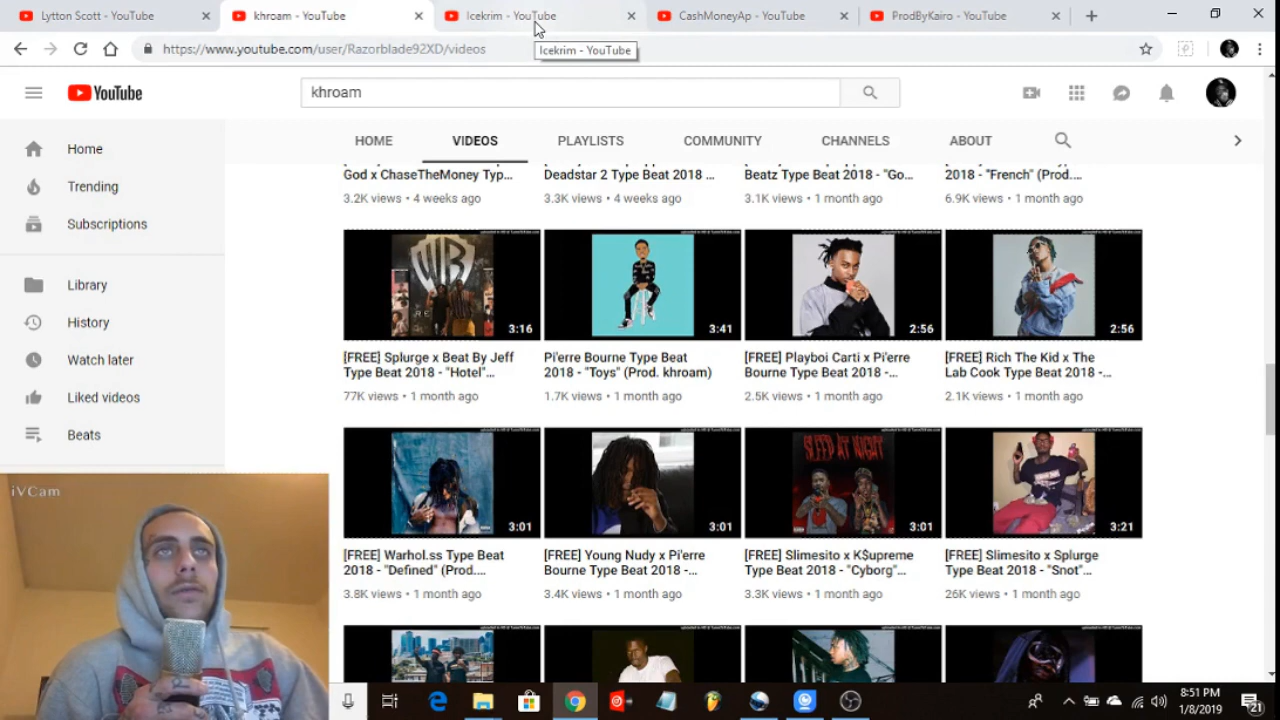 Lytton Scott - YouTube
khroam - YouTube
Icekrim - YouTube
CashMoneyAp - YouTube
ProdByKairo - YouTube
https://www.youtube.com/user/Razorblade92XD/videos
Icekrim - YouTube
YouTube
khroam
HOME VIDEOS PLAYLISTS COMMUNITY CHANNELS ABOUT
Home
Trending
Subscriptions
Library
History
Watch later
Liked videos
Beats
God x ChaseTheMoney Typ...
3.2K views • 4 weeks ago
Deadstar 2 Type Beat 2018 ...
3.3K views • 4 weeks ago
Beatz Type Beat 2018 - "Go...
3.1K views • 1 month ago
2018 - "French" (Prod....
6.9K views • 1 month ago
WB
3:16
[FREE] Splurge x Beat By Jeff
Type Beat 2018 - "Hotel"...
77K views • 1 month ago
3:41
Pi'erre Bourne Type Beat
2018 - "Toys" (Prod. khroam)
1.7K views • 1 month ago
2:56
[FREE] Playboi Carti x Pi'erre
Bourne Type Beat 2018 -...
2.5K views • 1 month ago
2:56
[FREE] Rich The Kid x The
Lab Cook Type Beat 2018 -...
2.1K views • 1 month ago
3:01
[FREE] Warhol.ss Type Beat
2018 - "Defined" (Prod....
3.8K views • 1 month ago
3:01
[FREE] Young Nudy x Pi'erre
Bourne Type Beat 2018 -...
3.4K views • 1 month ago
SLEEP AT NIGHT
3:01
[FREE] Slimesito x K$upreme
Type Beat 2018 - "Cyborg"...
3.3K views • 1 month ago
3:21
[FREE] Slimesito x Splurge
Type Beat 2018 - "Snot"...
26K views • 1 month ago
iVCam
8:51 PM
1/8/2019
21